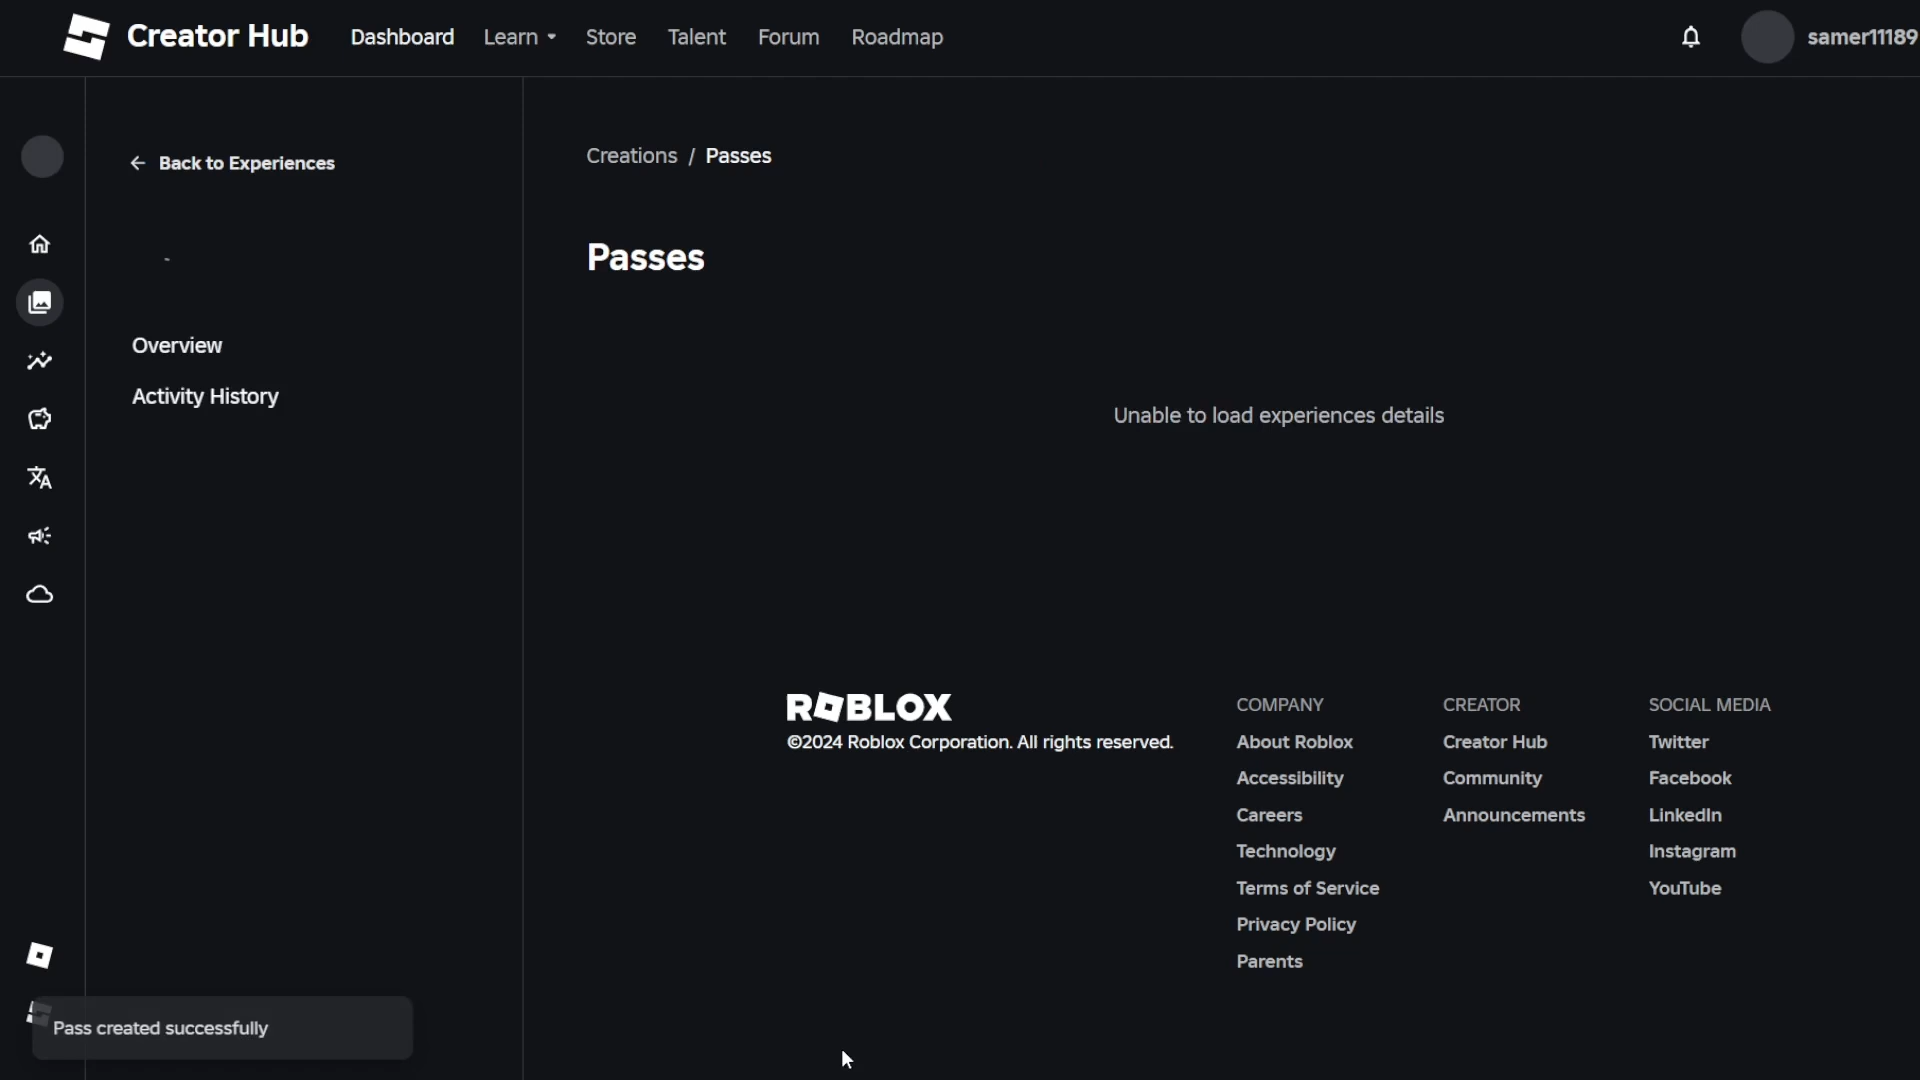 Creator Hub
Dashboard
Learn
Store
Talent
Forum
Roadmap
samer11189
Back to Experiences
Creations / Passes
Passes
Overview
Activity History
Unable to load experiences details
ROBLOX
©2024 Roblox Corporation. All rights reserved.
COMPANY
About Roblox
Accessibility
Careers
Technology
Terms of Service
Privacy Policy
Parents
CREATOR
Creator Hub
Community
Announcements
SOCIAL MEDIA
Twitter
Facebook
LinkedIn
Instagram
YouTube
Pass created successfully